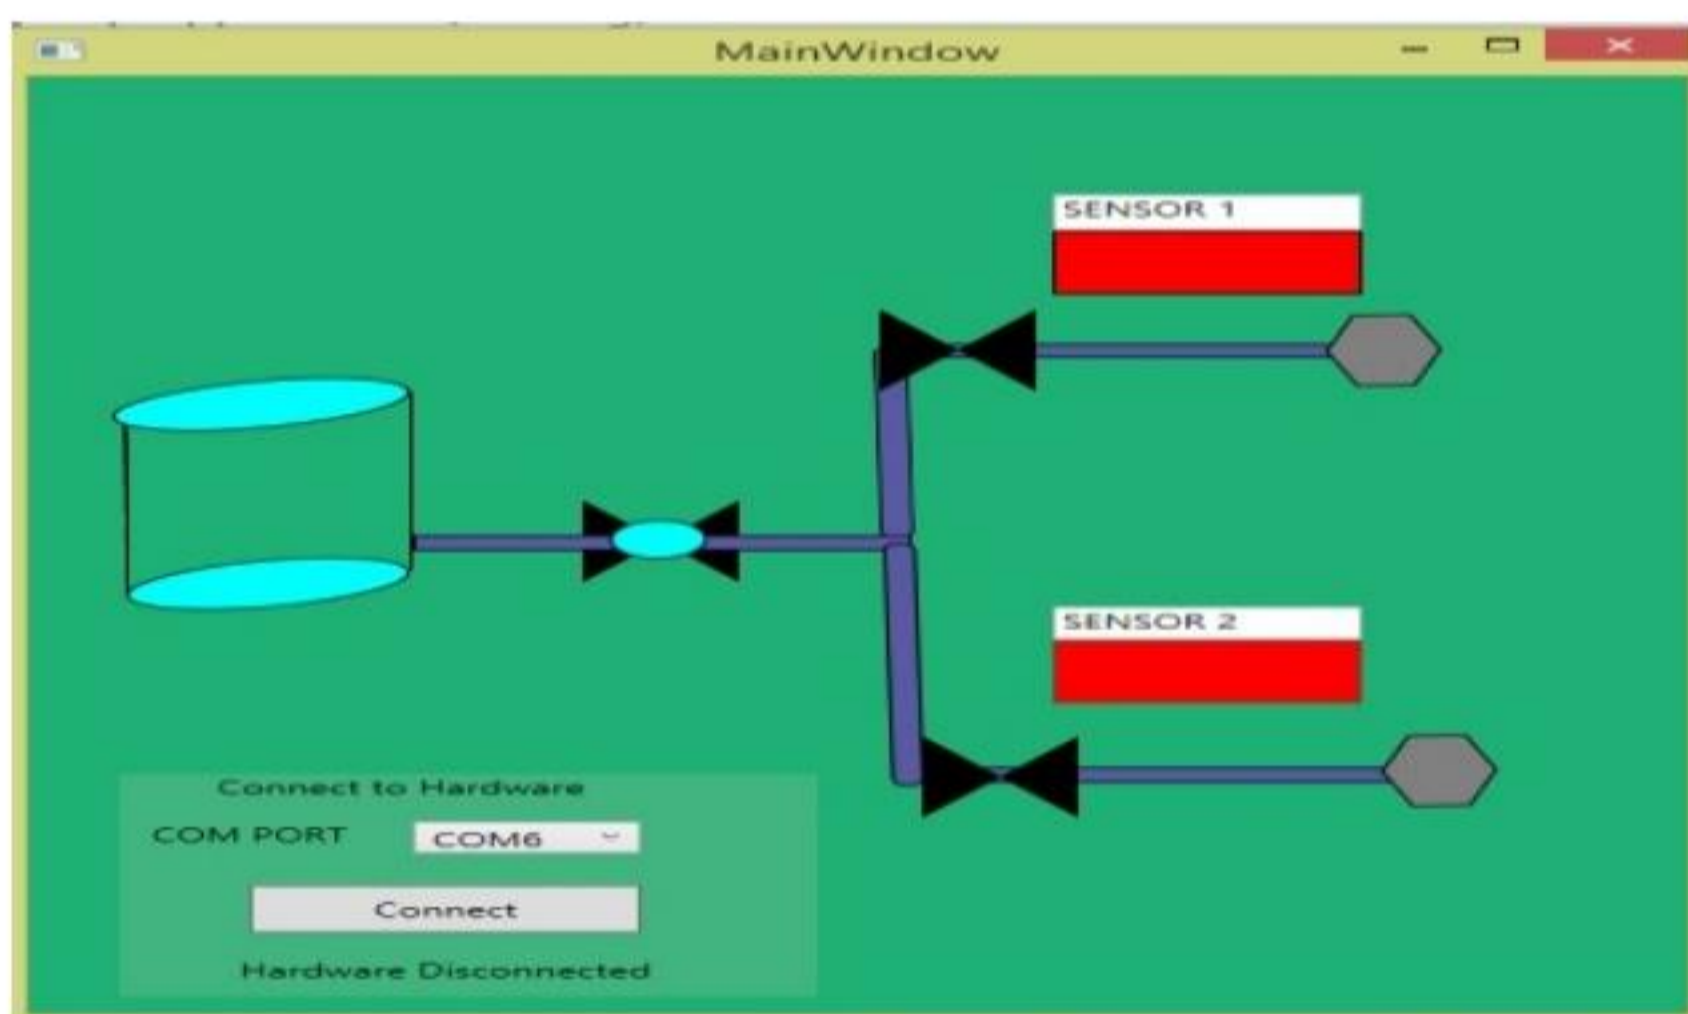 MainWindow
SENSOR 1
SENSOR 2
Connect to Hardware
COM PORT
COM6
Connect
Hardware Disconnected